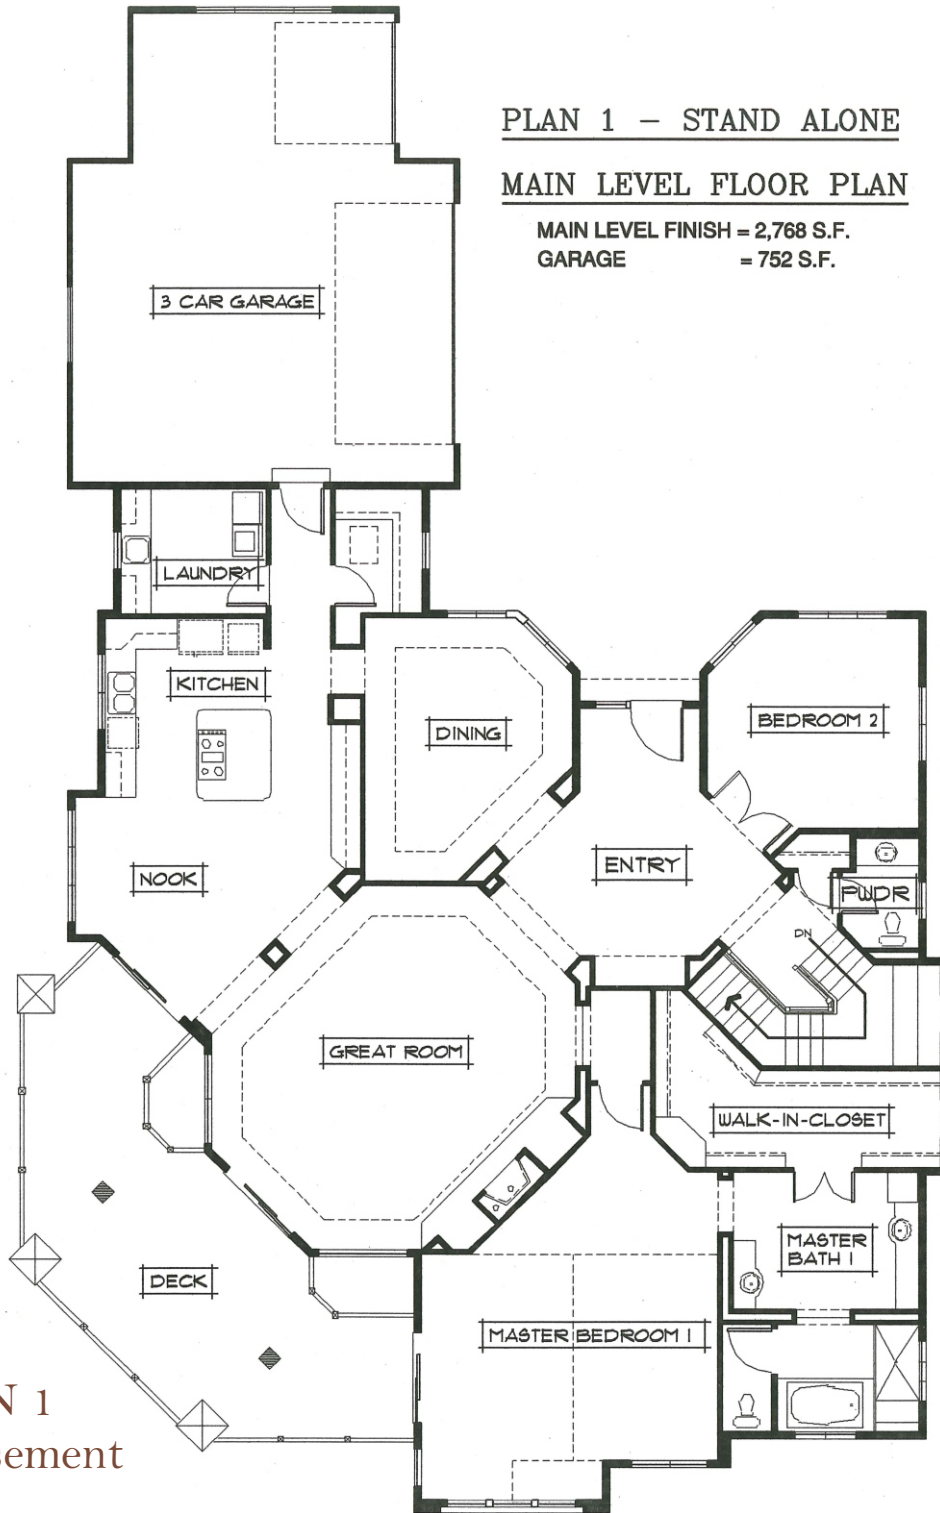 PLAN 1 - STAND ALONE
MAIN LEVEL FLOOR PLAN
MAIN LEVEL FINISH = 2,768 S.F.
GARAGE = 752 S.F.
3 CAR GARAGE
LAUNDRY
KITCHEN
DINING
BEDROOM 2
NOOK
ENTRY
PWDR
DN
GREAT ROOM
WALK-IN-CLOSET
MASTER
BATH 1
DECK
MASTER BEDROOM 1
N 1
sement